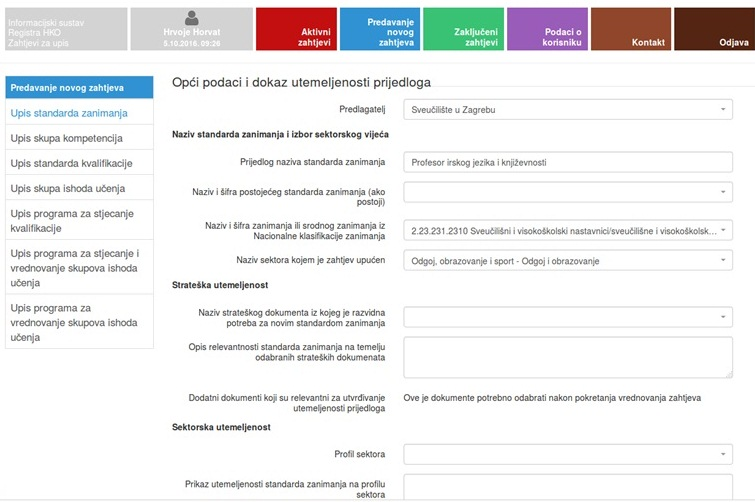 Informacijski sustav
Registra HKO
Zahtjevi za upis
Hrvoje Horvat
5.10.2016. 09:26
Aktivni
zahtjevi
Predavanje
novog
zahtjeva
Zaključeni
zahtjevi
Podaci o
korisniku
Kontakt
Odjava
Predavanje novog zahtjeva
Upis standarda zanimanja
Upis skupa kompetencija
Upis standarda kvalifikacije
Upis skupa ishoda učenja
Upis programa za stjecanje
kvalifikacije
Upis programa za stjecanje i
vrednovanje skupova ishoda
učenja
Upis programa za
vrednovanje skupova ishoda
učenja
Opći podaci i dokaz utemeljenosti prijedloga
Predlagatelj
Sveučilište u Zagrebu
Naziv standarda zanimanja i izbor sektorskog vijeća
Prijedlog naziva standarda zanimanja
Profesor irskog jezika i književnosti
Naziv i šifra postojećeg standarda zanimanja (ako
postoji)
Naziv i šifra zanimanja ili srodnog zanimanja iz
Nacionalne klasifikacije zanimanja
2.23.231.2310 Sveučilišni i visokoškolski nastavnici/sveučilišne i visokoškolsk...
Naziv sektora kojem je zahtjev upućen
Odgoj, obrazovanje i sport - Odgoj i obrazovanje
Strateška utemeljenost
Naziv strateškog dokumenta iz kojeg je razvidna
potreba za novim standardom zanimanja
Opis relevantnosti standarda zanimanja na temelju
odabranih strateških dokumenata
Dodatni dokumenti koji su relevantni za utvrđivanje
utemeljenosti prijedloga
Ove je dokumente potrebno odabrati nakon pokretanja vrednovanja zahtjeva
Sektorska utemeljenost
Profil sektora
Prikaz utemeljenosti standarda zanimanja na profilu
sektora